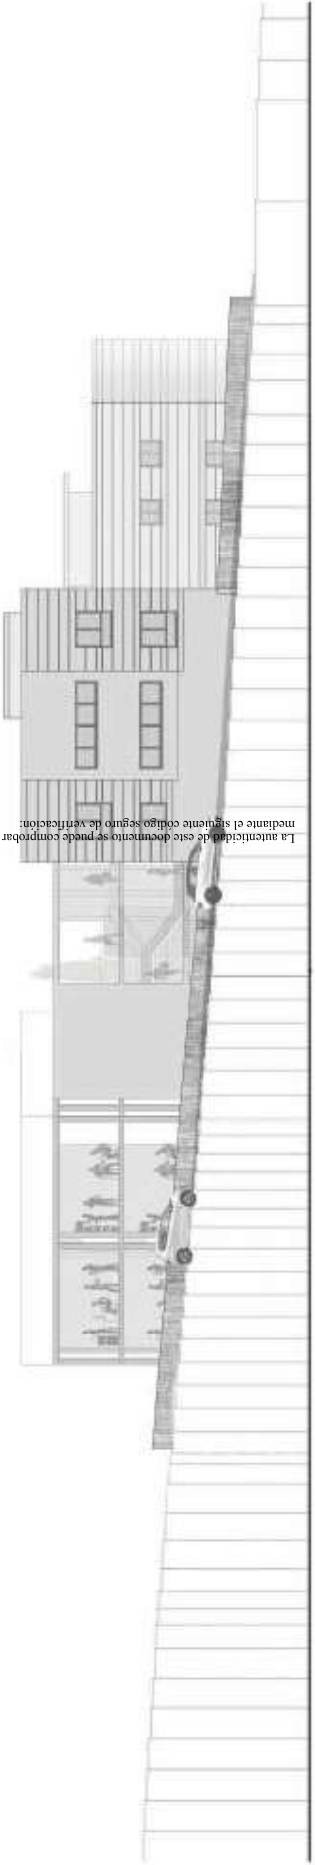 La autenticidad de este documento se puede comprobar
mediante el siguiente código seguro de verificación: